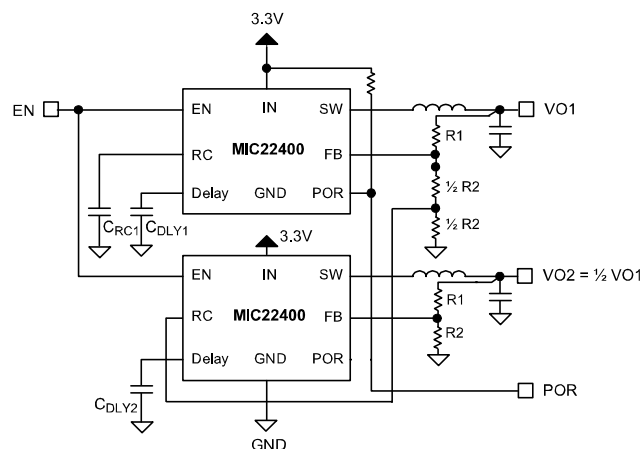 3.3V
EN
EN
IN
SW
VO1
R1
RC
MIC22400
FB
½ R2
Delay
GND
POR
½ R2
CRC1
CDLY1
3.3V
EN
IN
SW
VO2 = ½ VO1
R1
RC
MIC22400
FB
R2
Delay
GND
POR
CDLY2
POR
GND